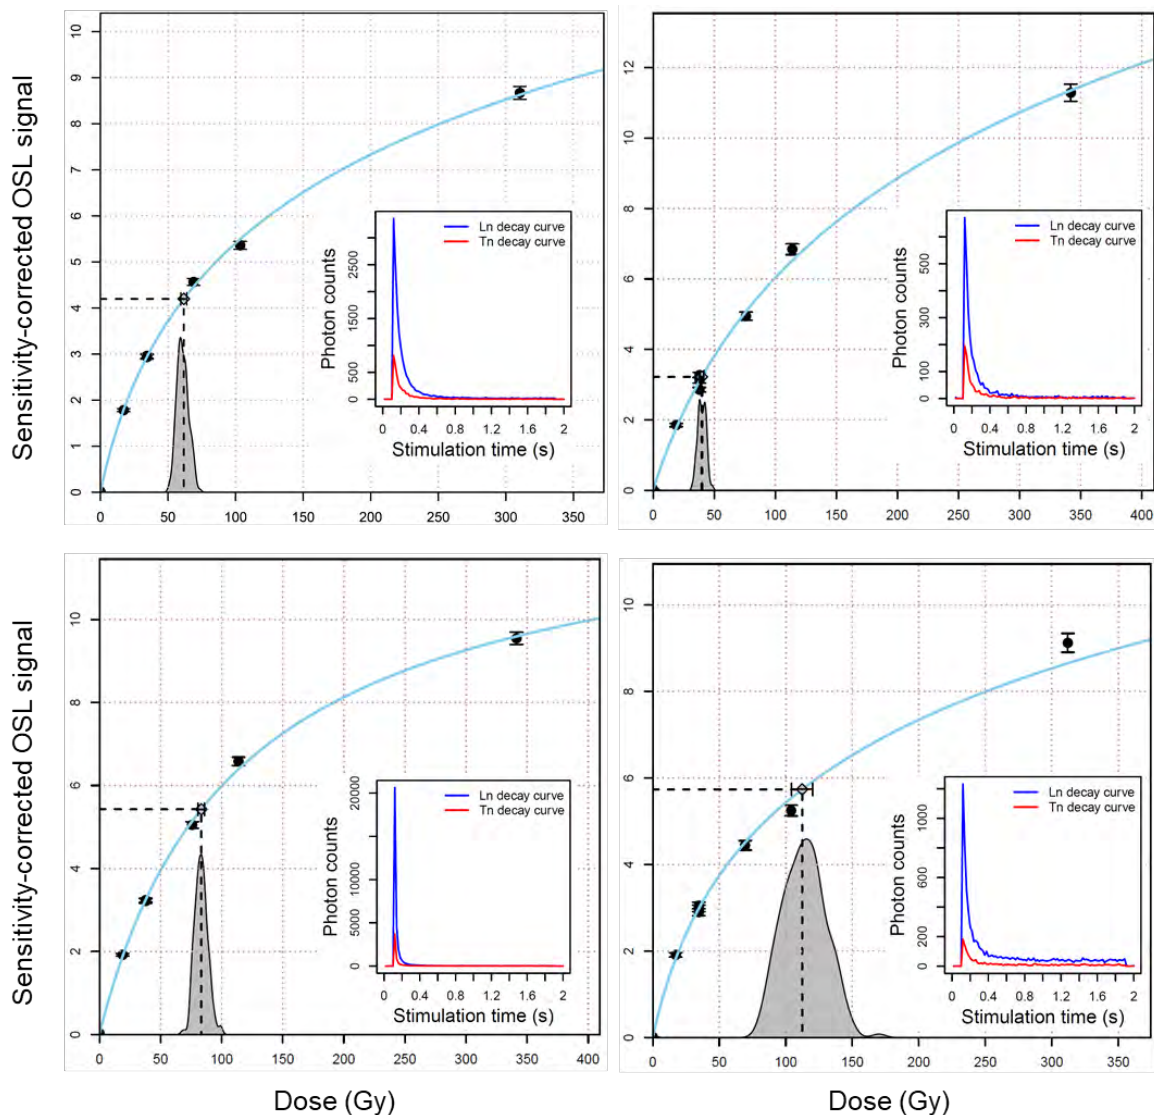 Sensitivity-corrected OSL signal
10
9
8
7
6
5
4
3
2
1
0
0 50 100 150 200 250 300 350
Photon counts
2500
1500
500
0
Ln decay curve
Tn decay curve
0 0.4 0.8 1.2 1.6 2
Stimulation time (s)
12
10
8
6
4
2
0
0 50 100 150 200 250 300 350 400
Photon counts
500
300
200
100
0
Ln decay curve
Tn decay curve
0 0.4 0.8 1.2 1.6 2
Stimulation time (s)
Sensitivity-corrected OSL signal
10
8
6
4
2
0
0 50 100 150 200 250 300 350 400
Photon counts
20000
10000
5000
0
Ln decay curve
Tn decay curve
0 0.4 0.8 1.2 1.6 2
Stimulation time (s)
10
8
6
4
2
0
0 50 100 150 200 250 300 350
Photon counts
1000
600
400
200
0
Ln decay curve
Tn decay curve
0 0.4 0.8 1.2 1.6 2
Stimulation time (s)
Dose (Gy)
Dose (Gy)